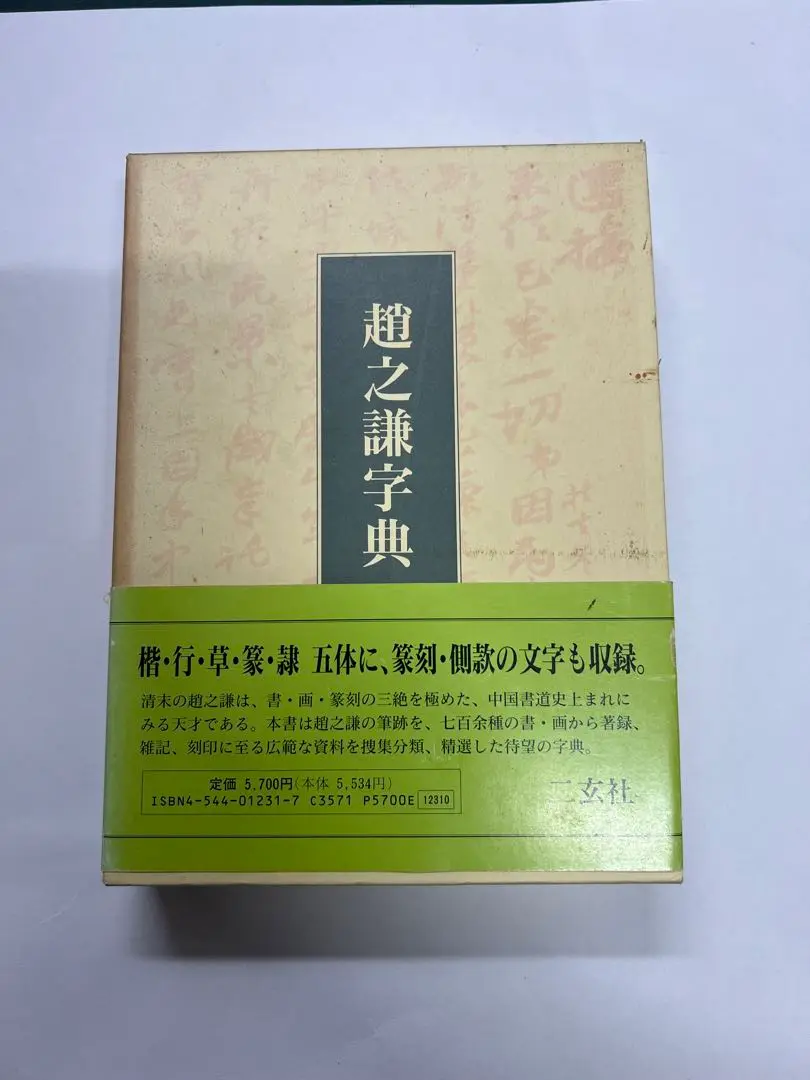 趙之謙字典
楷・行・草・篆・隷 五体に、篆刻・側款の文字も収録。
清末の趙之謙は、書・画・篆刻の三絶を極めた、中国書道史上まれに
みる天才である。本書は趙之謙の筆跡を、七百余種の書・画から著録、
雑記、刻印に至る広範な資料を捜集分類、精選した待望の字典。
定価 5,700円(本体 5,534円)
ISBN4-544-01231-7 C3571 P5700E 12310
二玄社